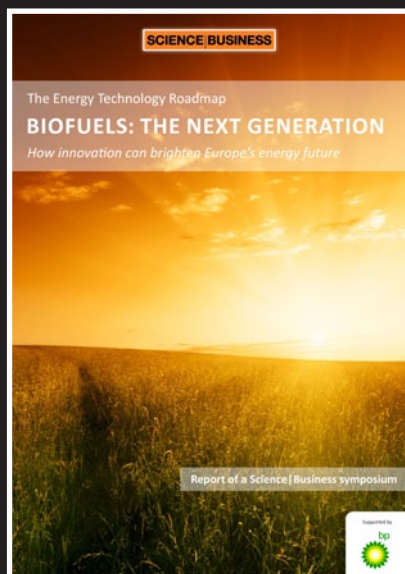 SCIENCE|BUSINESS
The Energy Technology Roadmap
BIOFUELS: THE NEXT GENERATION
How innovation can brighten Europe's energy future
Report of a Science|Business symposium
Supported by
bp